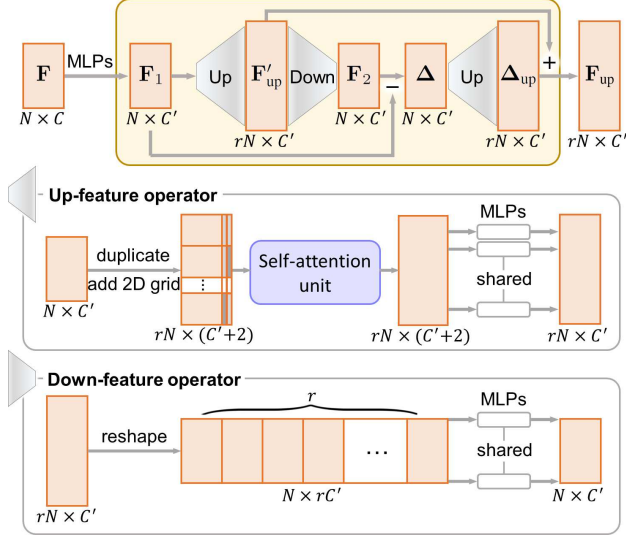 F
MLPs
F₁
Up
F′up
Down
F₂
−
Δ
Up
Δup
+
Fup
N × C
N × C′
rN × C′
N × C′
N × C′
rN × C′
rN × C′
Up-feature operator
duplicate
add 2D grid
N × C′
⋮
rN × (C′+2)
Self-attention
unit
rN × (C′+2)
MLPs
shared
rN × C′
Down-feature operator
rN × C′
reshape
r
...
N × rC′
MLPs
shared
N × C′